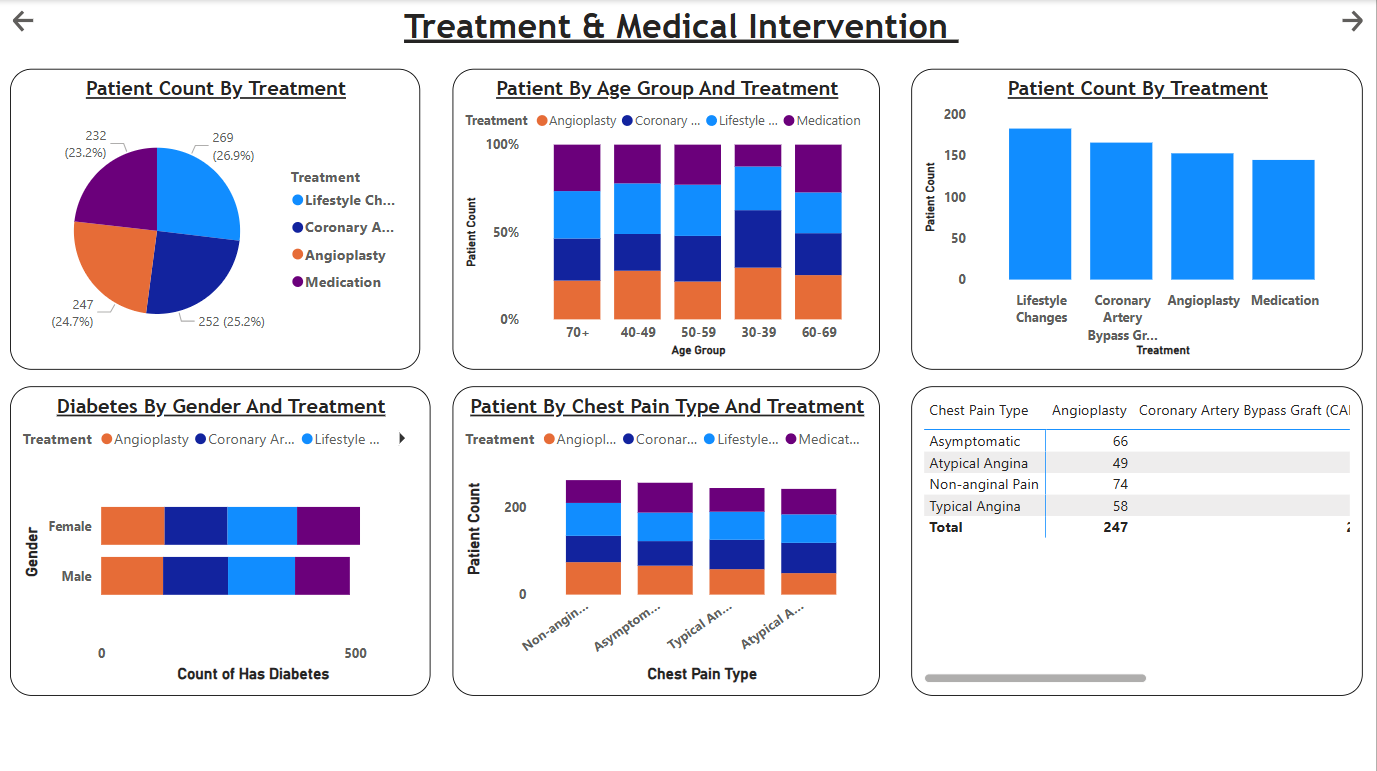 Treatment & Medical Intervention
Patient Count By Treatment
232
(23.2%)
269
(26.9%)
247
(24.7%)
252 (25.2%)
Treatment
Lifestyle Ch...
Coronary A...
Angioplasty
Medication
Patient By Age Group And Treatment
Treatment Angioplasty Coronary ... Lifestyle ... Medication
Patient Count
100%
50%
0%
70+ 40-49 50-59 30-39 60-69
Age Group
Patient Count By Treatment
Patient Count
200
150
100
50
0
Lifestyle Changes
Coronary Artery Bypass Gr...
Angioplasty
Medication
Treatment
Diabetes By Gender And Treatment
Treatment Angioplasty Coronary Ar... Lifestyle ...
Gender
Female
Male
0 500
Count of Has Diabetes
Patient By Chest Pain Type And Treatment
Treatment Angiopl... Coronar... Lifestyle... Medicat...
Patient Count
200
0
Non-angin... Asymptom... Typical An... Atypical A...
Chest Pain Type
Chest Pain Type Angioplasty Coronary Artery Bypass Graft (CA
Asymptomatic 66
Atypical Angina 49
Non-anginal Pain 74
Typical Angina 58
Total 247